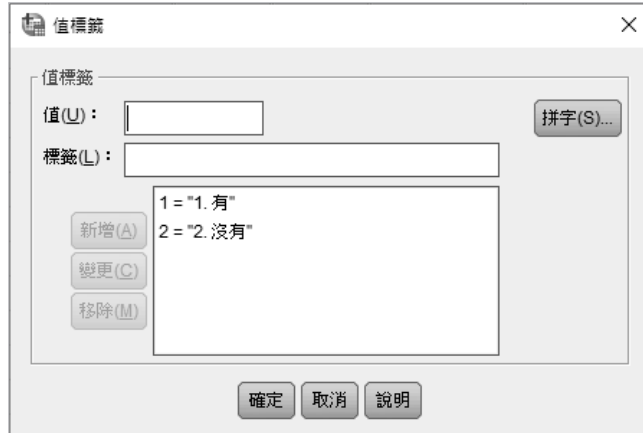 值標籤
值標籤
值(U)：
拼字(S)...
標籤(L)：
1 = "1. 有"
新增(A)
2 = "2. 沒有"
變更(C)
移除(M)
確定
取消
說明